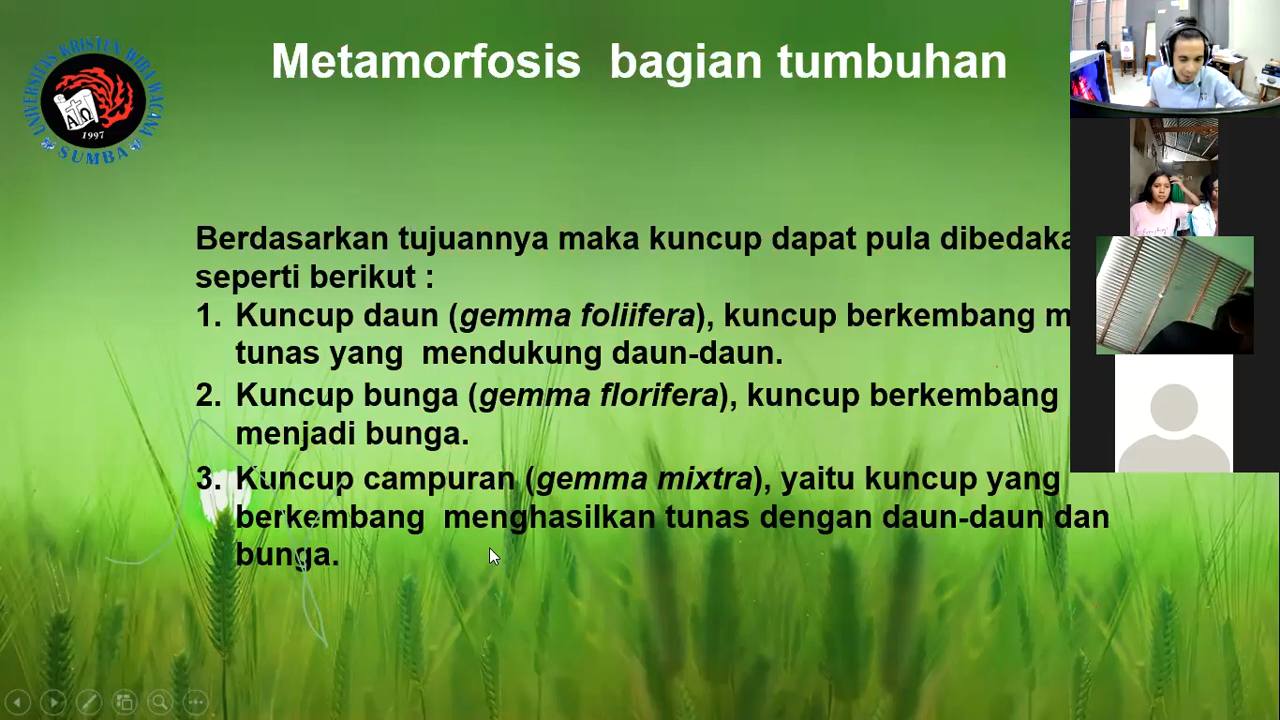 Metamorfosis bagian tumbuhan
UNIVERSITAS KRISTEN WIRA WACANA
AΩ
1997
SUMBA
Berdasarkan tujuannya maka kuncup dapat pula dibedaka
seperti berikut :
1. Kuncup daun (gemma foliifera), kuncup berkembang m
tunas yang mendukung daun-daun.
2. Kuncup bunga (gemma florifera), kuncup berkembang
menjadi bunga.
3. Kuncup campuran (gemma mixtra), yaitu kuncup yang
berkembang menghasilkan tunas dengan daun-daun dan
bunga.